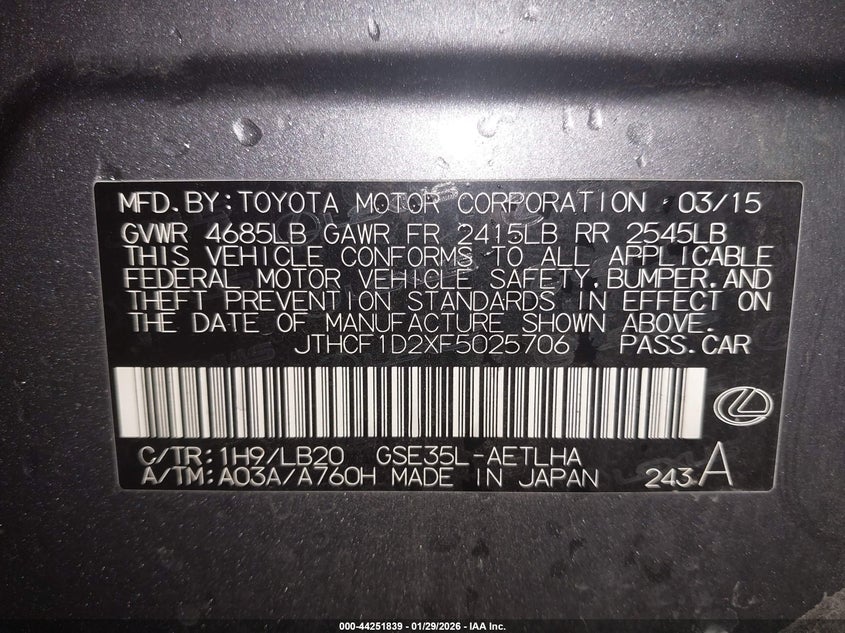 MFD.BY:TOYOTA MOTOR CORPORATION 03/15
GVWR 4685LB GAWR FR 2415LB RR 2545LB
THIS VEHICLE CONFORMS TO ALL APPLICABLE
FEDERAL MOTOR VEHICLE SAFETY,BUMPER,AND
THEFT PREVENTION STANDARDS IN EFFECT ON
THE DATE OF MANUFACTURE SHOWN ABOVE.
JTHCF1D2XF5025706 PASS.CAR
C/TR:1H9/LB20 GSE35L-AETLHA
A/TM:A03A/A760H MADE IN JAPAN 243 A
000-44251839 - 01/29/2026 - IAA Inc.